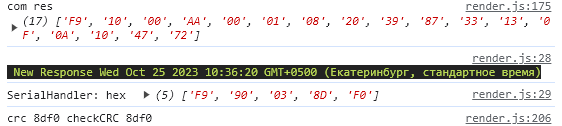 com res render.js:175
▶ (17) ['F9', '10', '00', 'AA', '00', '01', '08', '20', '39', '87', '33', '13', '0
F', '0A', '10', '47', '72']
render.js:28
New Response Wed Oct 25 2023 10:36:20 GMT+0500 (Екатеринбург, стандартное время)
SerialHandler: hex ▶ (5) ['F9', '90', '03', '8D', 'F0'] render.js:29
crc 8df0 checkCRC 8df0 render.js:206